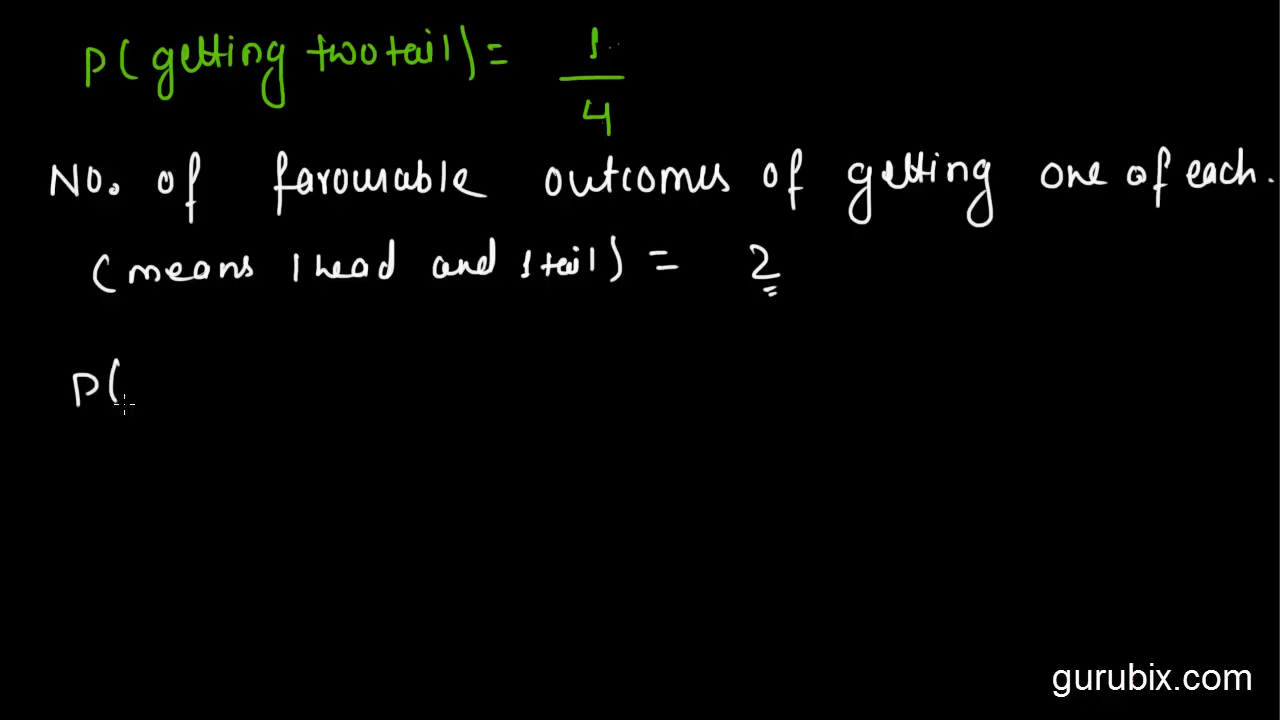 P(getting two tail) = 1/4
No. of favourable outcomes of getting one of each.
(means 1 head and 1 tail) = 2
P(
gurubix.com